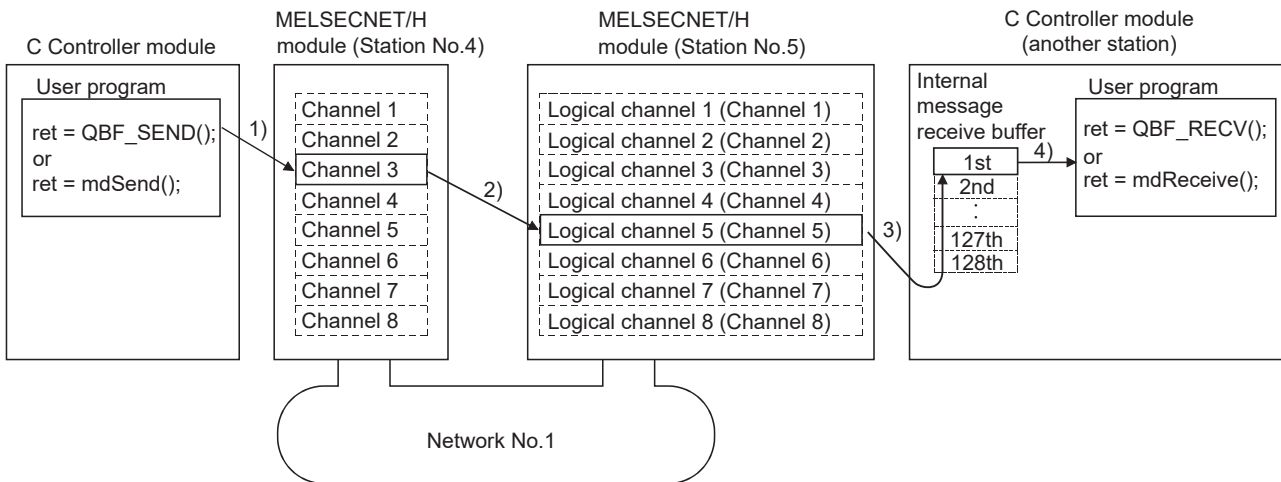 C Controller module
User program
ret = QBF_SEND();
or
ret = mdSend();
1)
MELSECNET/H
module (Station No.4)
Channel 1
Channel 2
Channel 3
Channel 4
Channel 5
Channel 6
Channel 7
Channel 8
2)
MELSECNET/H
module (Station No.5)
Logical channel 1 (Channel 1)
Logical channel 2 (Channel 2)
Logical channel 3 (Channel 3)
Logical channel 4 (Channel 4)
Logical channel 5 (Channel 5)
Logical channel 6 (Channel 6)
Logical channel 7 (Channel 7)
Logical channel 8 (Channel 8)
3)
C Controller module
(another station)
Internal
message
receive buffer
1st
2nd
:
127th
128th
4)
User program
ret = QBF_RECV();
or
ret = mdReceive();
Network No.1